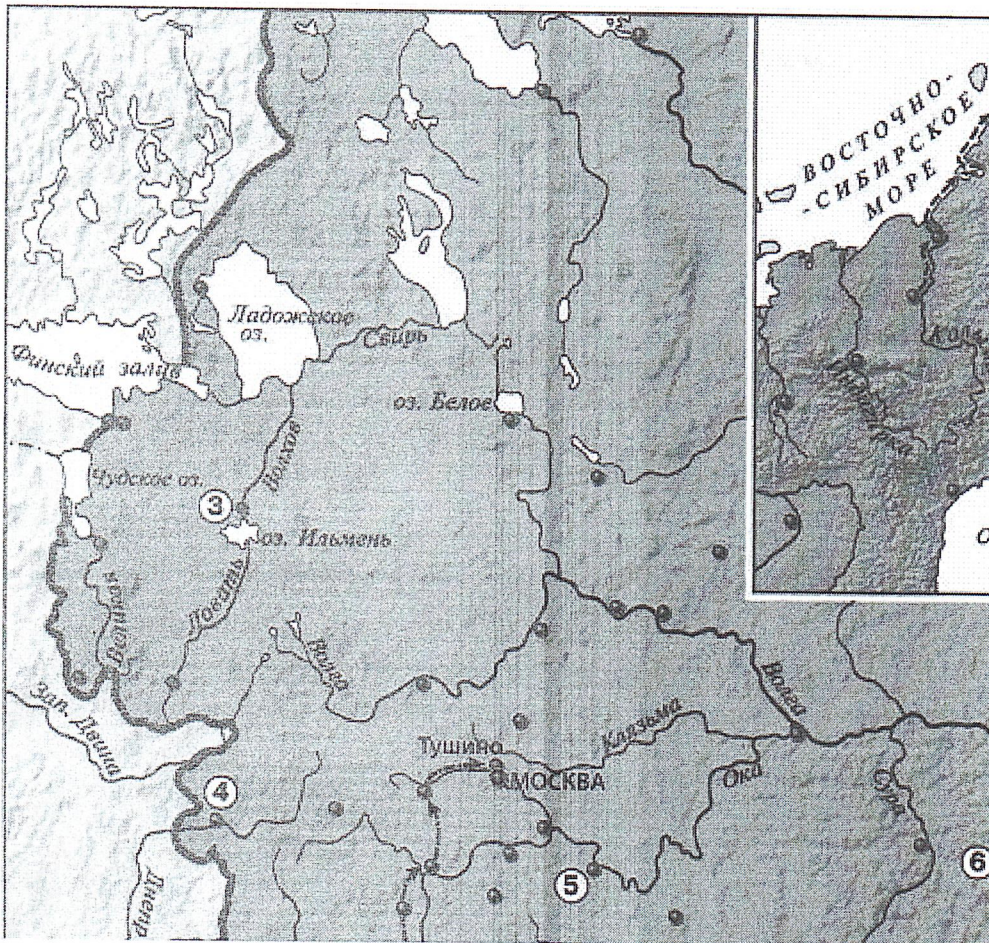 ВОСТОЧНО-
-СИБИРСКОЕ
МОРЕ
Ладожское
оз.
Свирь
Финский залив
оз. Белое
Волхов
Чудское оз.
3
оз. Ильмень
Ловать
Великая
Волга
Зап. Двина
Волга
Клязьма
Тушино
МОСКВА
Ока
Сура
4
5
6
Днепр